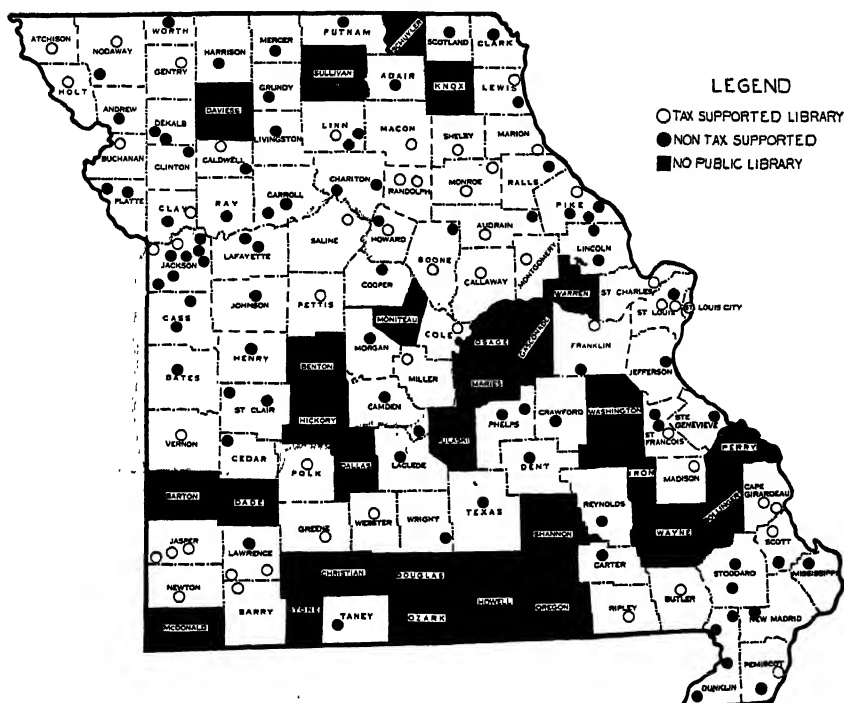 LEGEND
TAX SUPPORTED LIBRARY
NON TAX SUPPORTED
NO PUBLIC LIBRARY
ATCHISON
NODAWAY
WORTH
HARRISON
MERCER
PUTNAM
SCHUYLER
SCOTLAND
CLARK
HOLT
GENTRY
SULLIVAN
ADAIR
KNOX
LEWIS
ANDREW
DAVIESS
GRUNDY
DEKALB
LIVINGSTON
LINN
MACON
SHELBY
MARION
BUCHANAN
CLINTON
CALDWELL
CHARITON
RANDOLPH
MONROE
RALLS
PLATTE
CLAY
RAY
CARROLL
PIKE
SALINE
HOWARD
BOONE
AUDRAIN
LINCOLN
JACKSON
LAFAYETTE
COOPER
CALLAWAY
MONTGOMERY
WARREN
ST CHARLES
JOHNSON
PETTIS
ST LOUIS
ST LOUIS CITY
CASS
MONITEAU
COLE
OSAGE
GASCONADE
FRANKLIN
HENRY
MORGAN
JEFFERSON
BATES
BENTON
MILLER
MARIES
ST CLAIR
HICKORY
CAMDEN
PHELPS
CRAWFORD
WASHINGTON
STE GENEVIEVE
VERNON
PULASKI
ST FRANCOIS
PERRY
CEDAR
POLK
DALLAS
LACLEDE
DENT
IRON
MADISON
BARTON
DADE
REYNOLDS
BOLLINGER
CAPE GIRARDEAU
GREENE
WEBSTER
WRIGHT
TEXAS
SHANNON
WAYNE
SCOTT
JASPER
LAWRENCE
CARTER
STODDARD
MISSISSIPPI
CHRISTIAN
DOUGLAS
NEWTON
BARRY
STONE
TANEY
OZARK
HOWELL
OREGON
RIPLEY
BUTLER
NEW MADRID
MCDONALD
PEMISCOT
DUNKLIN